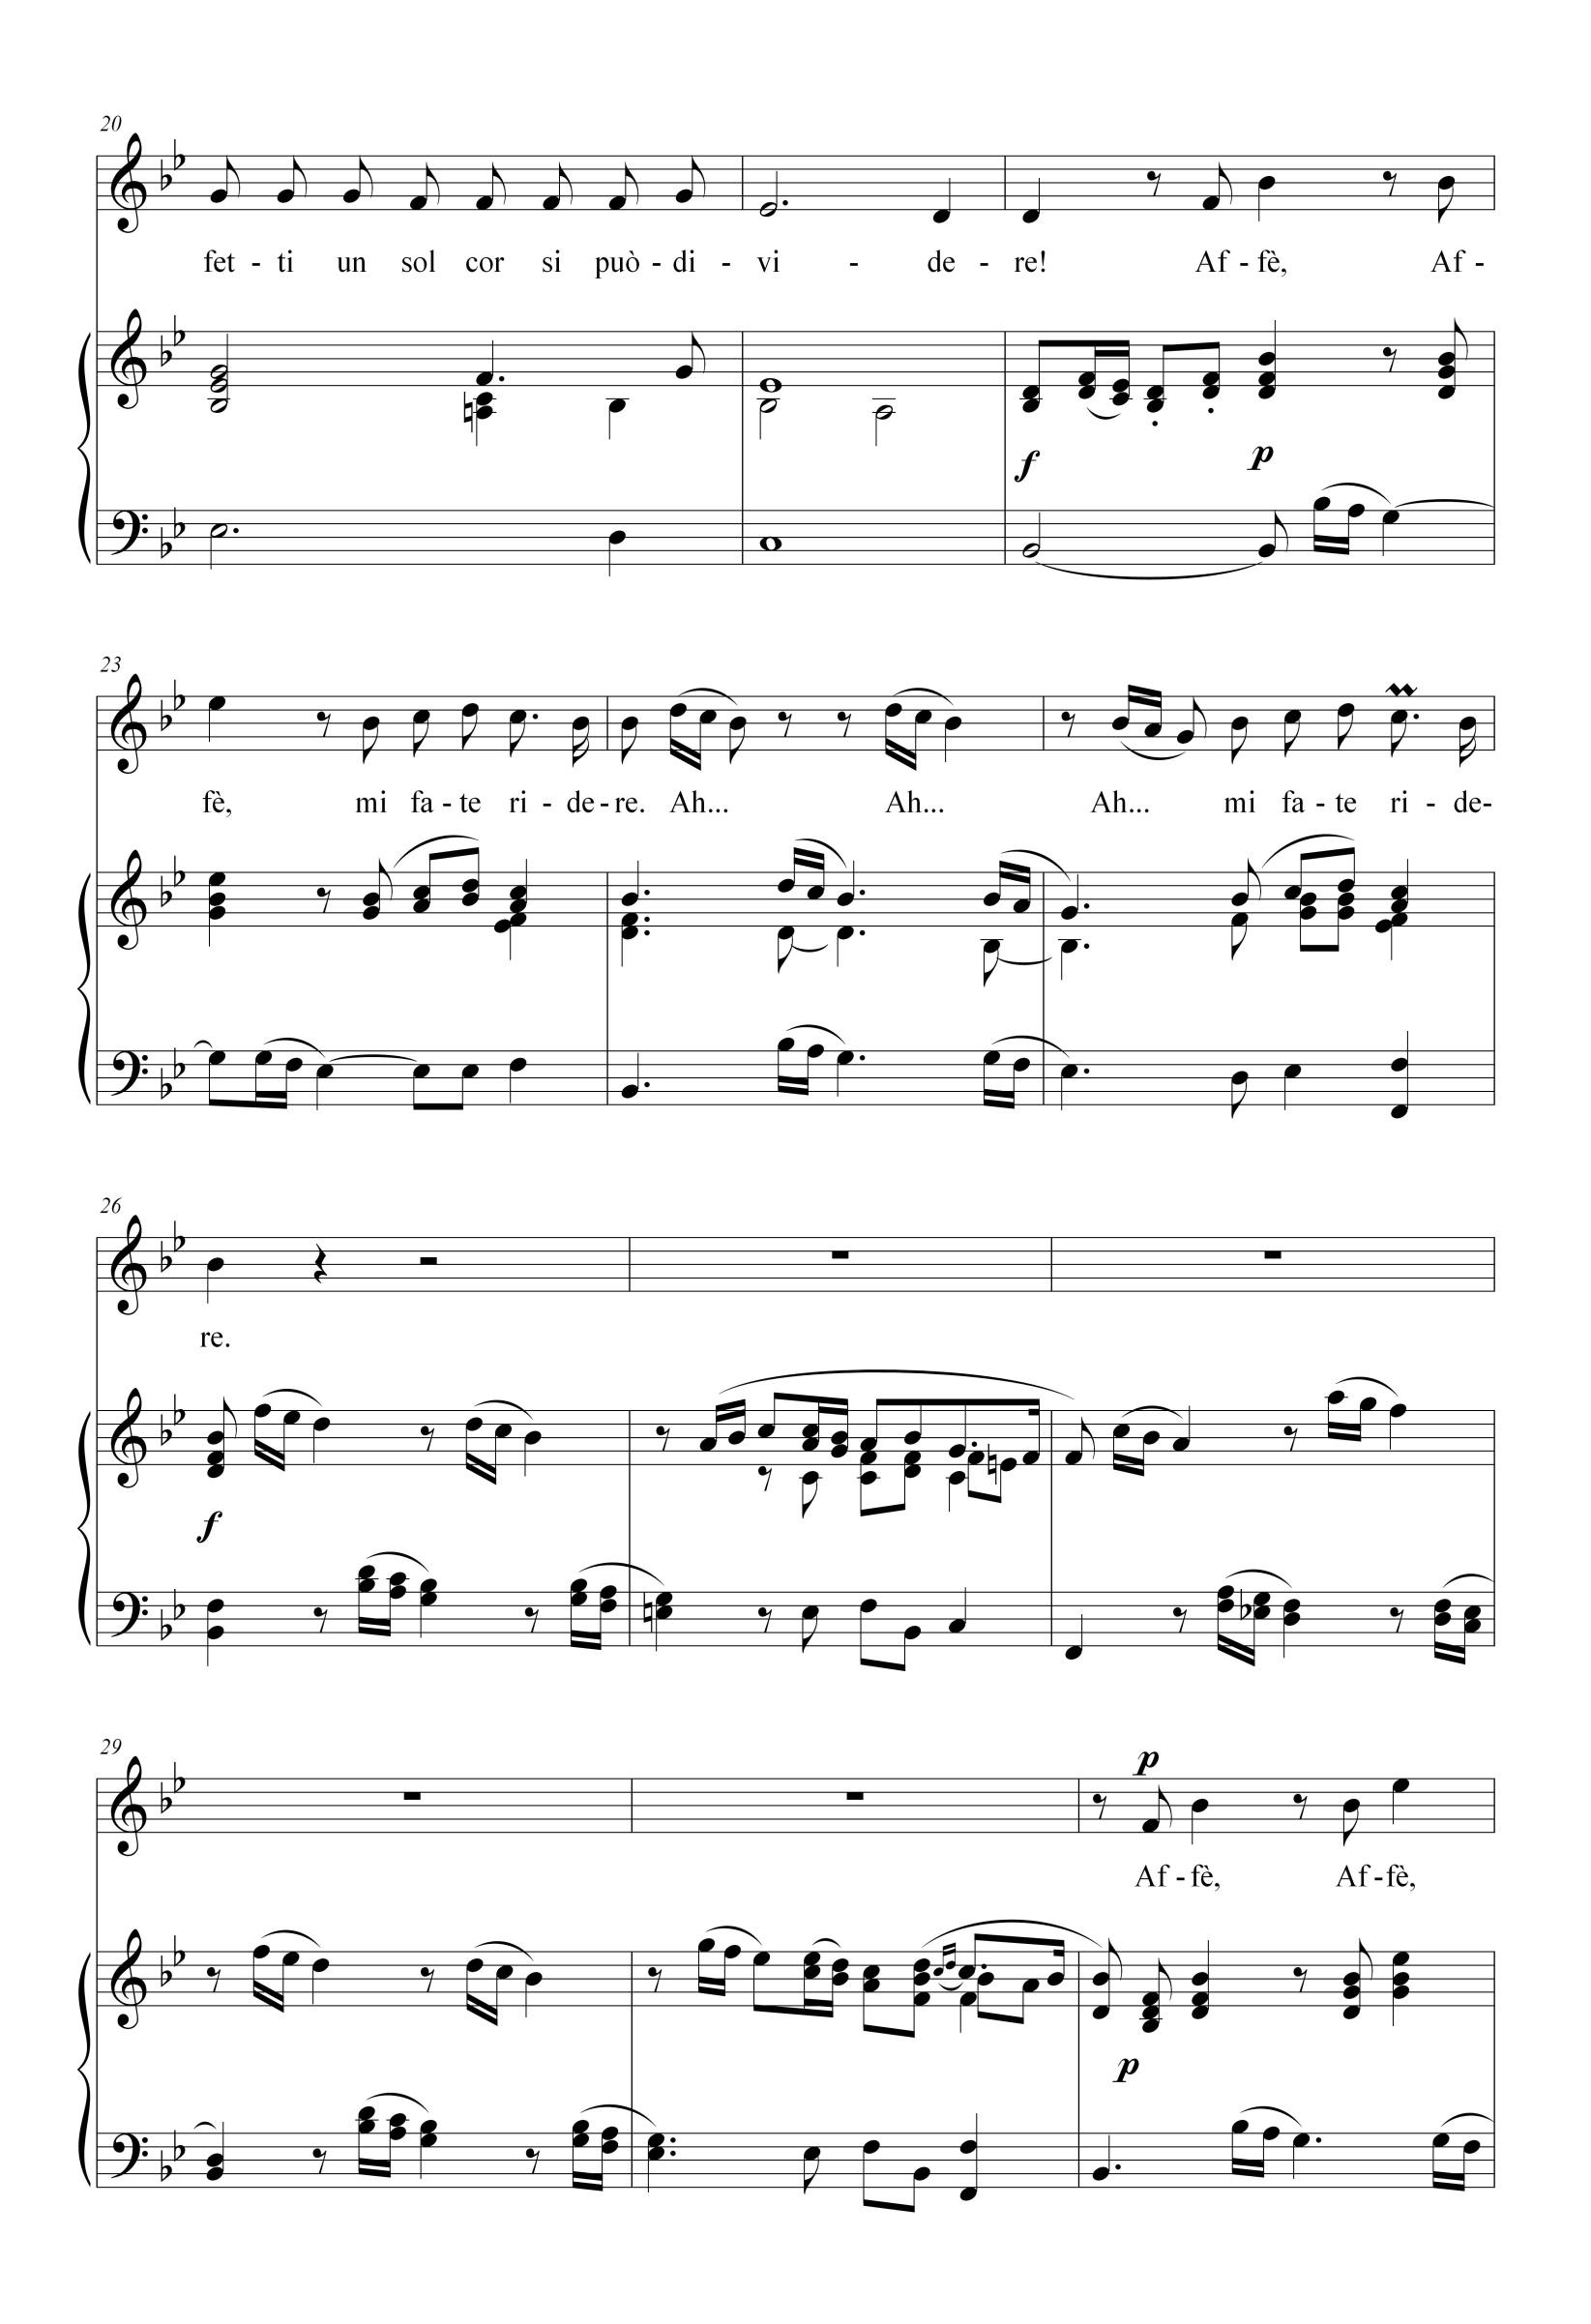 20
fet - ti un sol cor si può - di - vi - de - re! Af - fè, Af -
f p
23
fè, mi fa - te ri - de - re. Ah... Ah... Ah... mi fa - te ri - de-
26
re.
f
29
p
Af - fè, Af - fè,
p